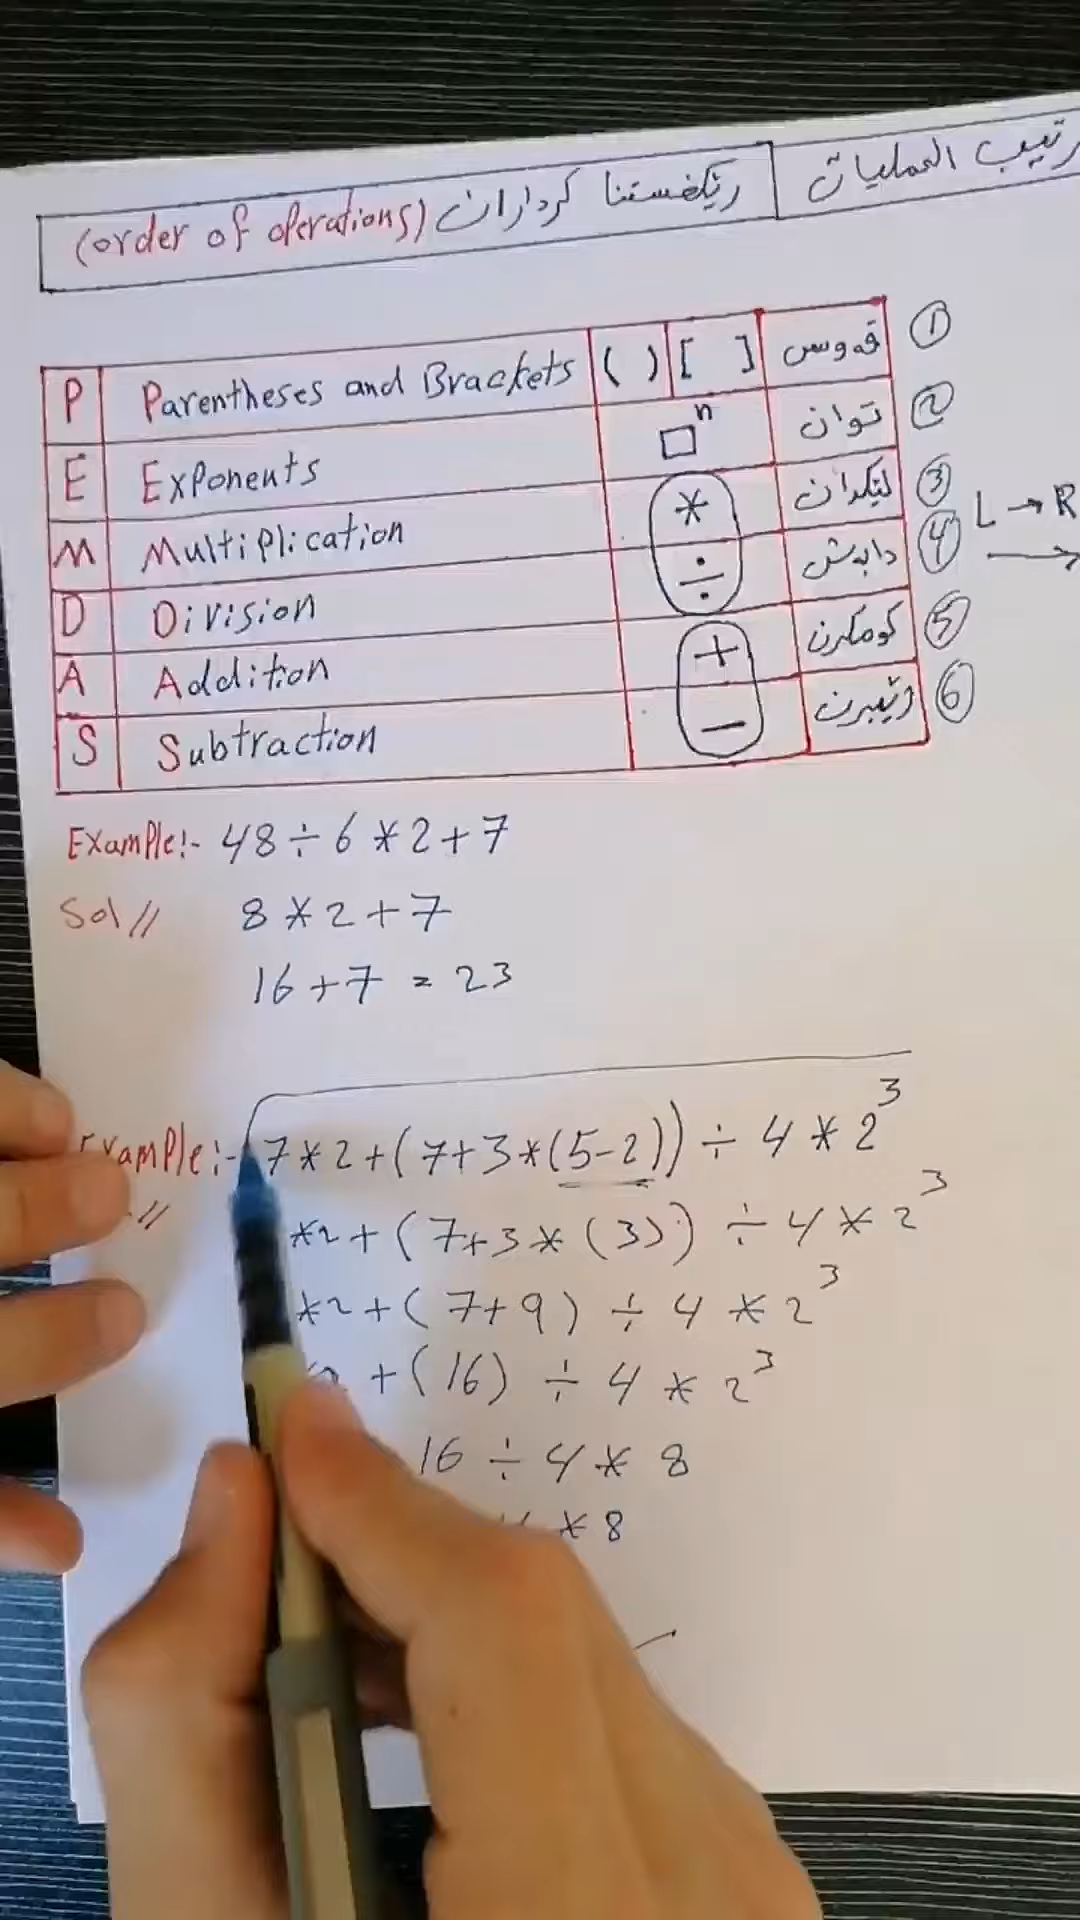 (order of operations) ریکخستنا کرداران رتیب العملیات
P Parentheses and Brackets ( ) [ ] قەوس ①
E Exponents □ⁿ توان ②
M Multiplication * لێکدان ③ L → R
D Division ÷ دابەش ④ →
A Addition + کومکرن ⑤
S Subtraction − ژێبرن ⑥
Example:- 48 ÷ 6 * 2 + 7
Sol // 8 * 2 + 7
16 + 7 = 23
Example:- 7 * 2 + (7 + 3 * (5 - 2)) ÷ 4 * 2³
// * 2 + (7 + 3 * (3)) ÷ 4 * 2³
* 2 + (7 + 9) ÷ 4 * 2³
+ (16) ÷ 4 * 2³
16 ÷ 4 * 8
* 8